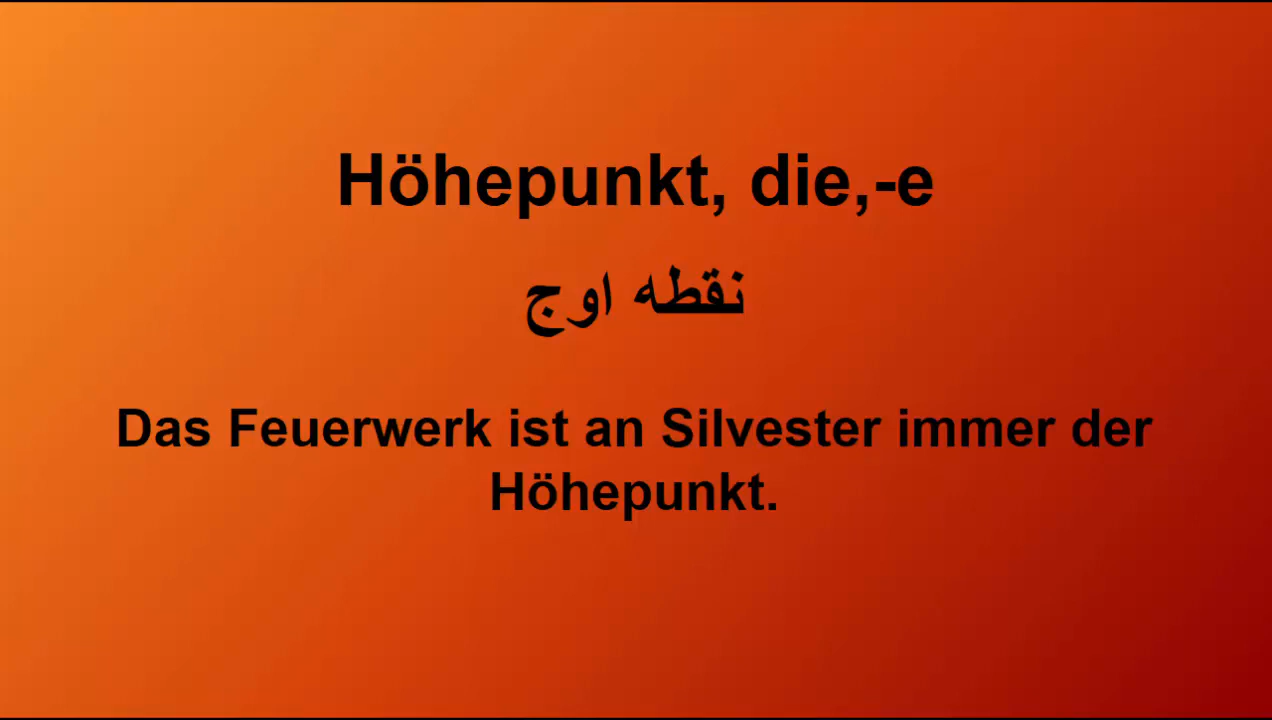 Höhepunkt, die,-e
نقطه اوج
Das Feuerwerk ist an Silvester immer der
Höhepunkt.